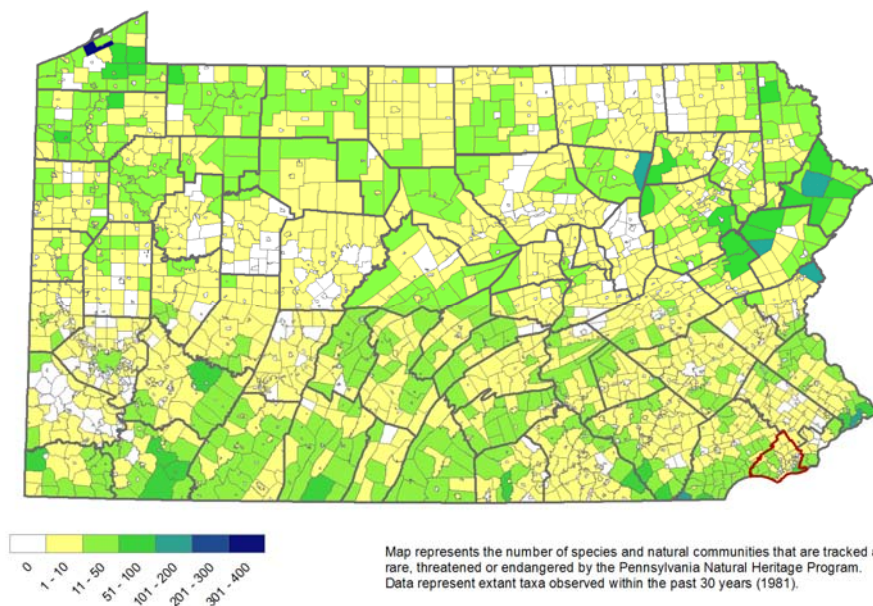 0
1 - 10
11 - 50
51 - 100
101 - 200
201 - 300
301 - 400
Map represents the number of species and natural communities that are tracked a
rare, threatened or endangered by the Pennsylvania Natural Heritage Program.
Data represent extant taxa observed within the past 30 years (1981).